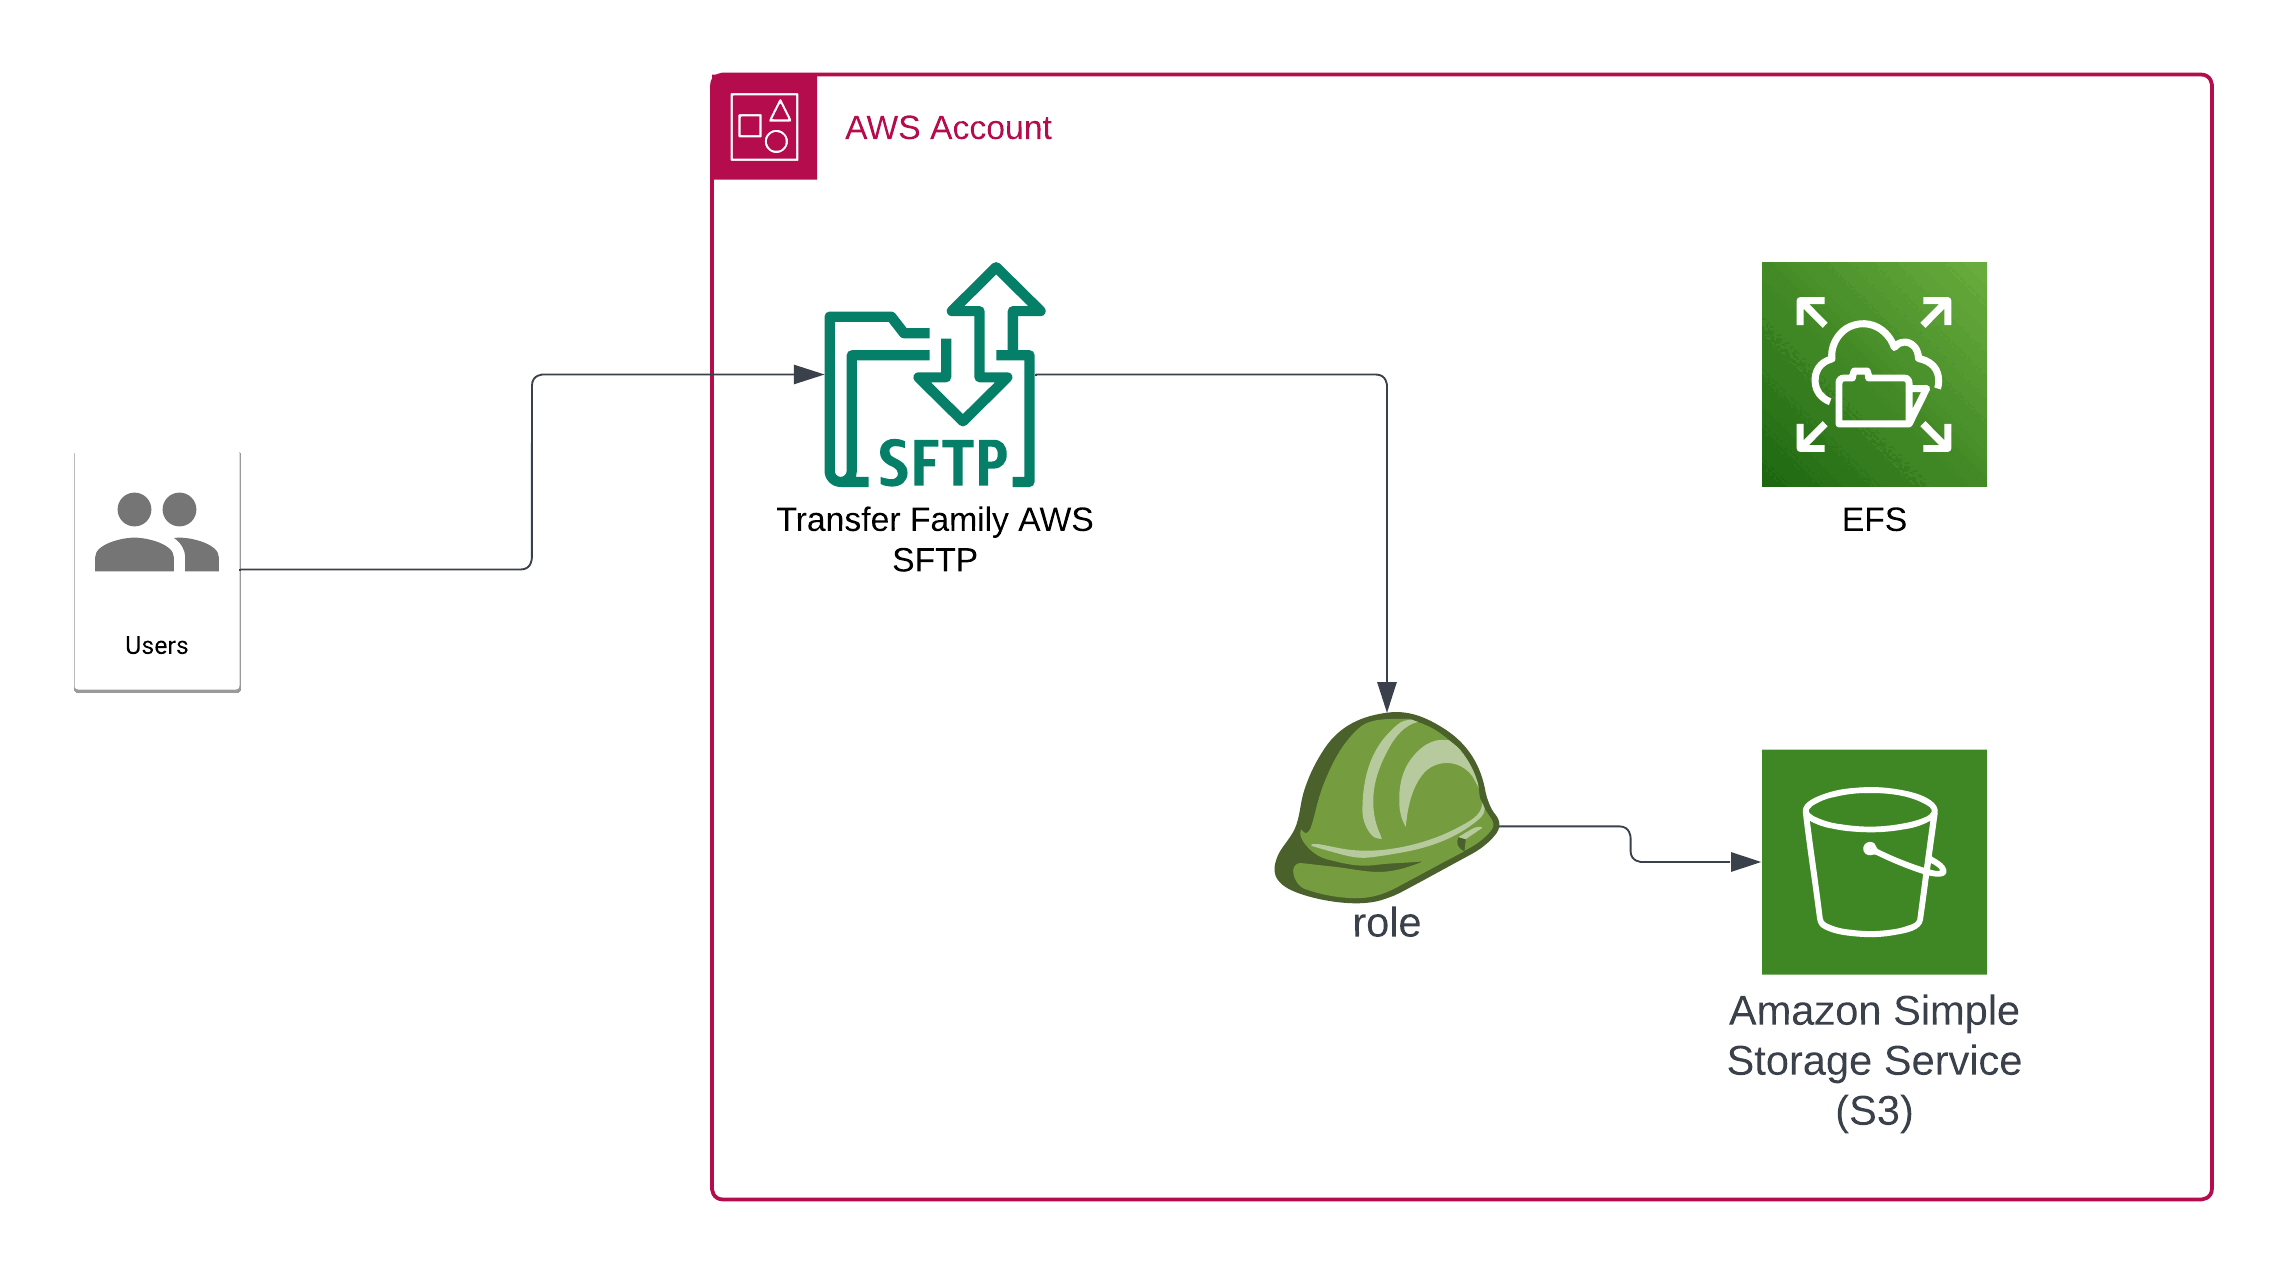 AWS Account
SFTP
Transfer Family AWS
SFTP
EFS
Users
role
Amazon Simple
Storage Service
(S3)